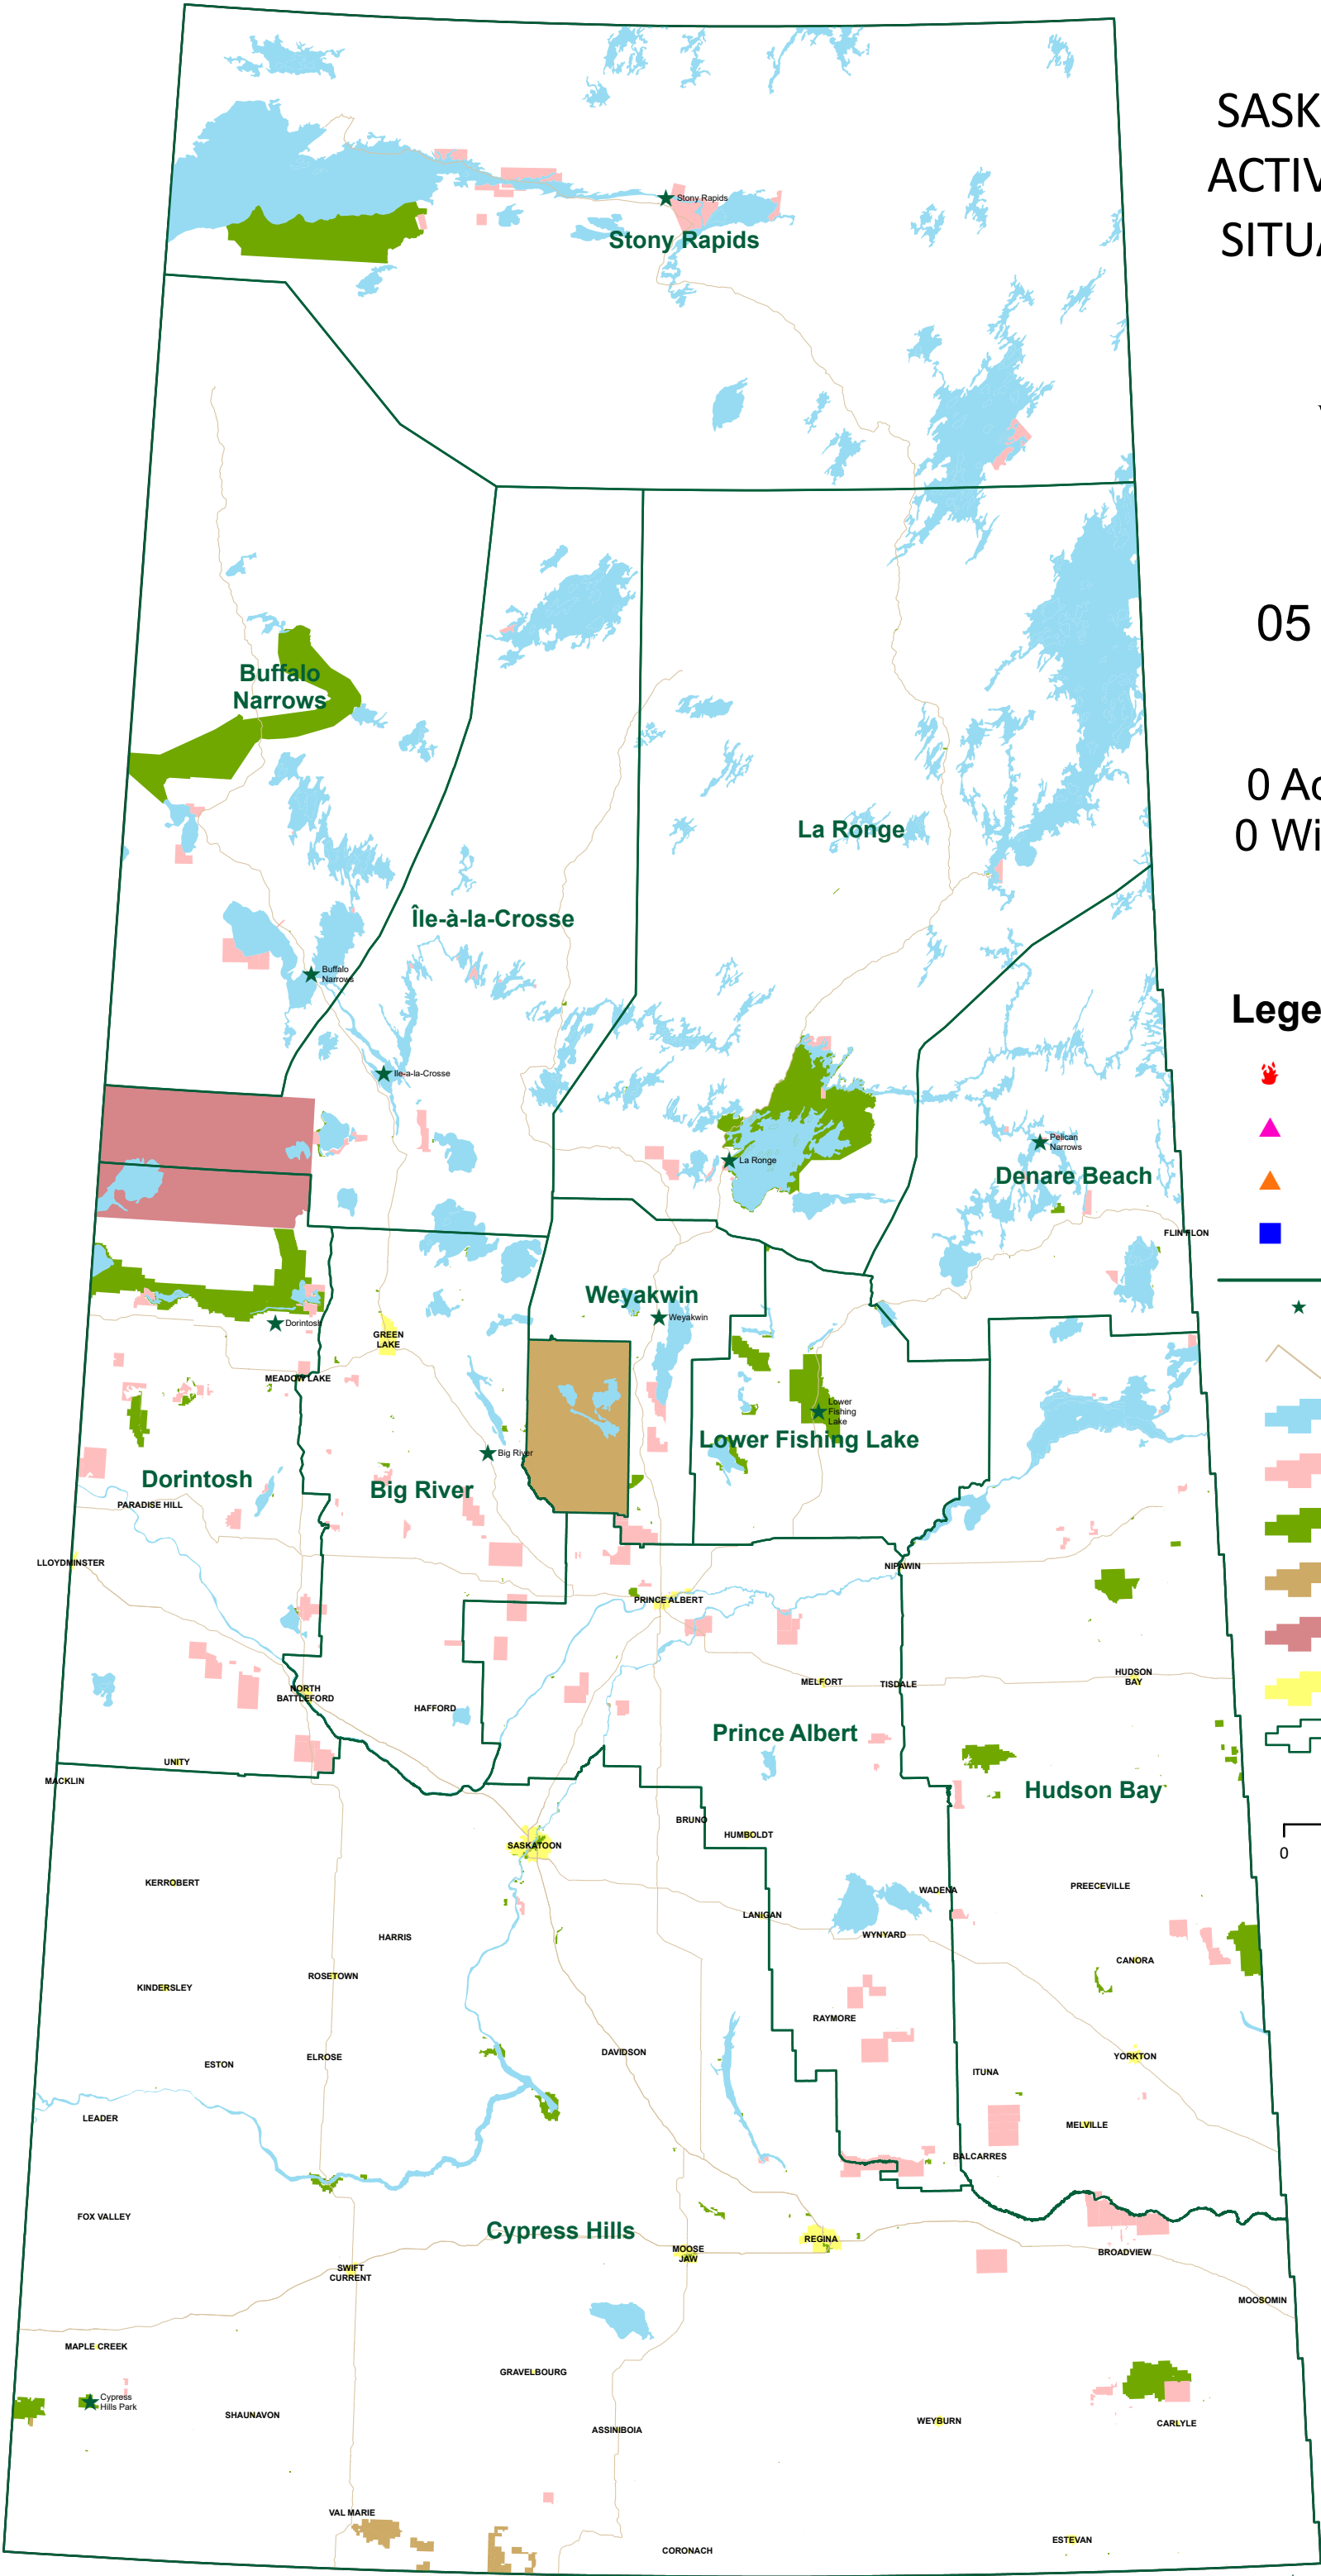 SASK
ACTIV
SITUA
Stony Rapids
Stony Rapids
05
Buffalo
Narrows
0 Ac
0 Wi
La Ronge
Île-à-la-Crosse
Buffalo
Narrows
Lege
Ile-a-la-Crosse
Pelican
Narrows
La Ronge
Denare Beach
FLIN FLON
Weyakwin
Weyakwin
Dorintosh
GREEN
LAKE
MEADOW LAKE
Lower
Fishing
Lake
Lower Fishing Lake
Big River
Dorintosh
Big River
PARADISE HILL
LLOYDMINSTER
NIPAWIN
PRINCE ALBERT
HUDSON
BAY
MELFORT
TISDALE
NORTH
BATTLEFORD
HAFFORD
Prince Albert
UNITY
MACKLIN
Hudson Bay
BRUNO
HUMBOLDT
SASKATOON
0
KERROBERT
PREECEVILLE
WADENA
LANIGAN
WYNYARD
HARRIS
CANORA
ROSETOWN
KINDERSLEY
RAYMORE
DAVIDSON
YORKTON
ELROSE
ESTON
ITUNA
LEADER
MELVILLE
BALCARRES
FOX VALLEY
Cypress Hills
REGINA
MOOSE
JAW
BROADVIEW
SWIFT
CURRENT
MOOSOMIN
MAPLE CREEK
GRAVELBOURG
Cypress
Hills Park
SHAUNAVON
WEYBURN
CARLYLE
ASSINIBOIA
VAL MARIE
ESTEVAN
CORONACH